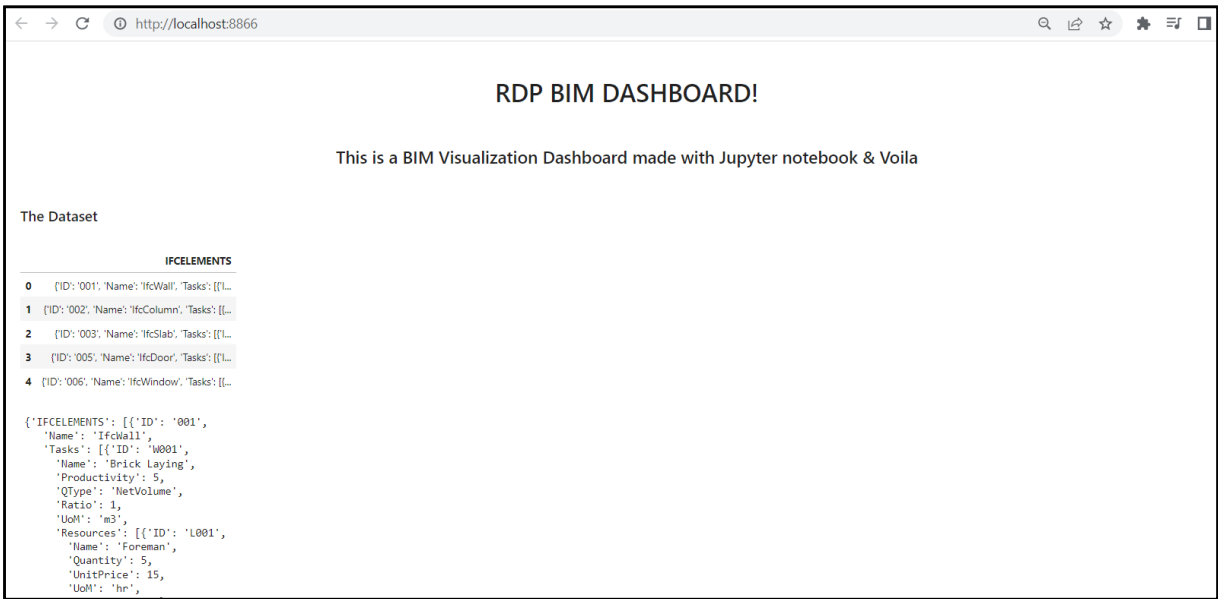 http://localhost:8866
RDP BIM DASHBOARD!
This is a BIM Visualization Dashboard made with Jupyter notebook & Voila
The Dataset
IFCELEMENTS
0 {'ID': '001', 'Name': 'IfcWall', 'Tasks': [{'I...
1 {'ID': '002', 'Name': 'IfcColumn', 'Tasks': [{...
2 {'ID': '003', 'Name': 'IfcSlab', 'Tasks': [{'I...
3 {'ID': '005', 'Name': 'IfcDoor', 'Tasks': [{'I...
4 {'ID': '006', 'Name': 'IfcWindow', 'Tasks': [{...
{'IFCELEMENTS': [{'ID': '001',
'Name': 'IfcWall',
'Tasks': [{'ID': 'W001',
'Name': 'Brick Laying',
'Productivity': 5,
'QType': 'NetVolume',
'Ratio': 1,
'UoM': 'm3',
'Resources': [{'ID': 'L001',
'Name': 'Foreman',
'Quantity': 5,
'UnitPrice': 15,
'UoM': 'hr',